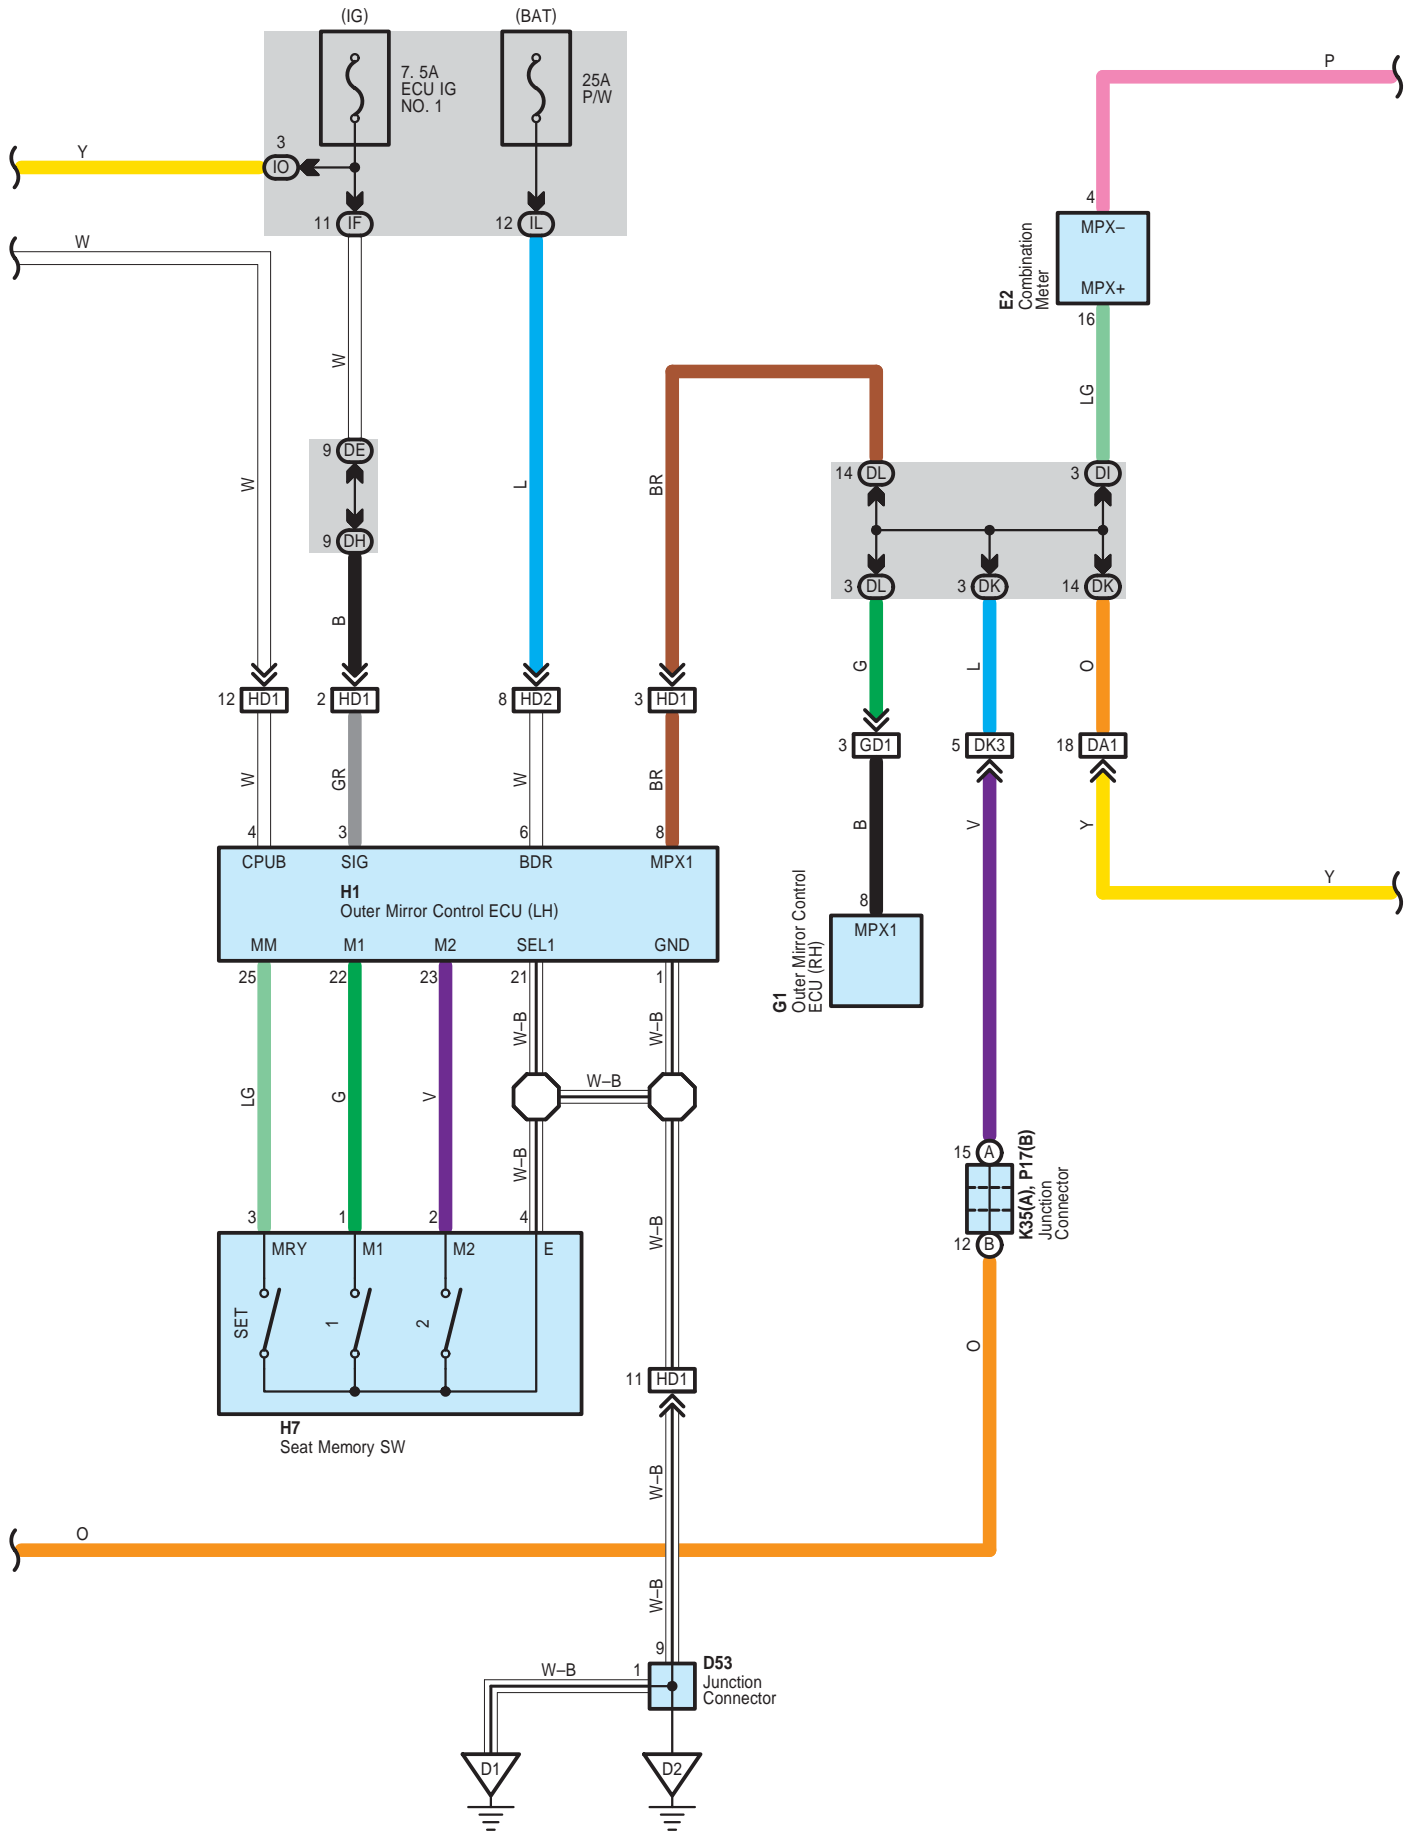 (IG)
(BAT)
7. 5A
ECU IG
NO. 1
25A
P/W
P
Y
3
IO
11 IF
12 IL
W
4
MPX–
MPX+
E2
Combination
Meter
16
W
LG
9 DE
14 DL
3 DI
W
L
BR
9 DH
3 DL
3 DK
14 DK
B
G
L
O
12 HD1
2 HD1
8 HD2
3 HD1
3 GD1
5 DK3
18 DA1
W
GR
W
BR
B
V
Y
4
3
6
8
CPUB
SIG
BDR
MPX1
H1
Outer Mirror Control ECU (LH)
Y
8
MPX1
G1
Outer Mirror Control
ECU (RH)
MM
M1
M2
SEL1
GND
25
22
23
21
1
W–B
W–B
W–B
LG
G
V
W–B
W–B
15 A
K35(A), P17(B)
Junction
Connector
12 B
3
1
2
4
MRY
M1
M2
E
SET
1
2
O
11 HD1
H7
Seat Memory SW
W–B
O
W–B
9
W–B
1
D53
Junction
Connector
D1
D2